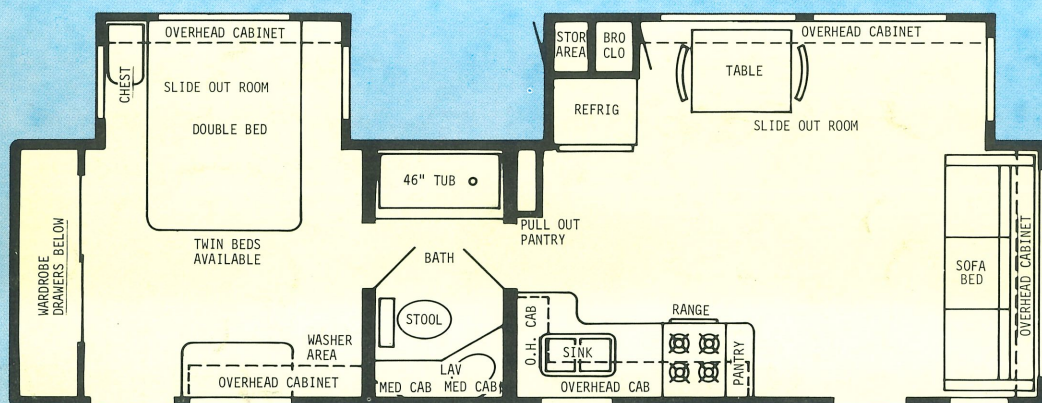 OVERHEAD CABINET
CHEST
SLIDE OUT ROOM
DOUBLE BED
TWIN BEDS
AVAILABLE
WARDROBE
DRAWERS BELOW
WASHER
AREA
OVERHEAD CABINET
46" TUB
BATH
STOOL
LAV
MED CAB
MED CAB
STOR
AREA
BRO
CLO
REFRIG
OVERHEAD CABINET
TABLE
SLIDE OUT ROOM
PULL OUT
PANTRY
O.H. CAB
SINK
OVERHEAD CAB
RANGE
PANTRY
SOFA
BED
OVERHEAD CABINET